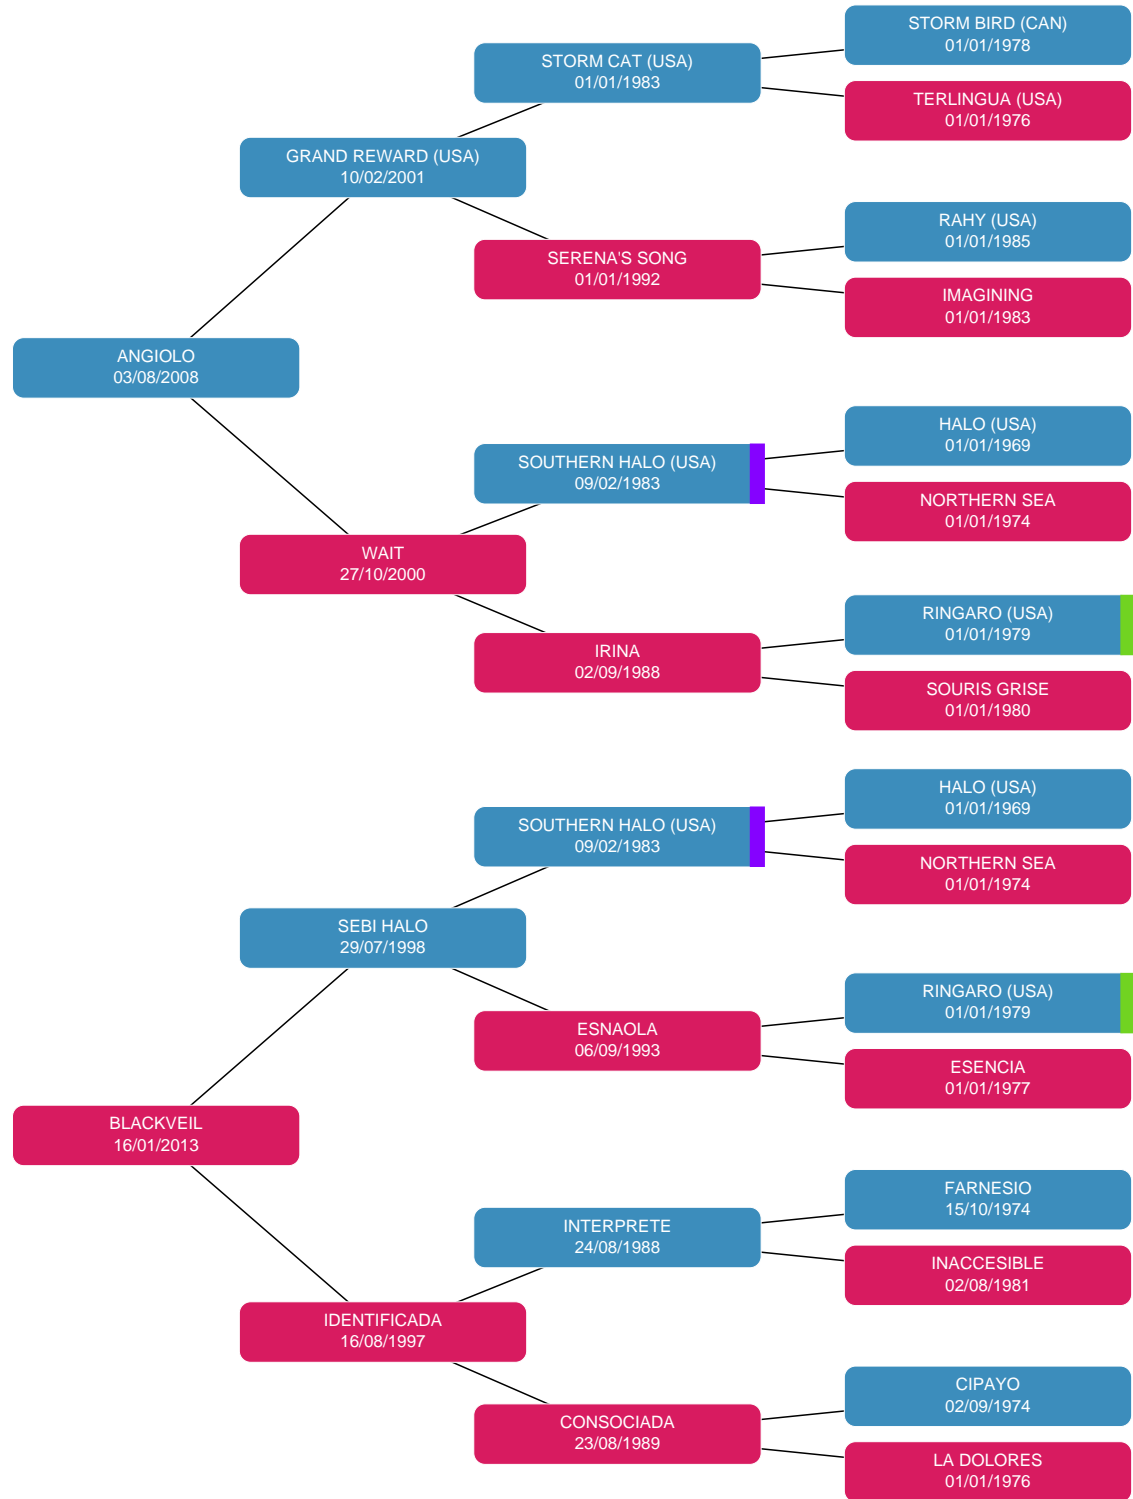 STORM BIRD (CAN)
01/01/1978
STORM CAT (USA)
01/01/1983
TERLINGUA (USA)
01/01/1976
GRAND REWARD (USA)
10/02/2001
RAHY (USA)
01/01/1985
SERENA'S SONG
01/01/1992
IMAGINING
01/01/1983
ANGIOLO
03/08/2008
HALO (USA)
01/01/1969
SOUTHERN HALO (USA)
09/02/1983
NORTHERN SEA
01/01/1974
WAIT
27/10/2000
RINGARO (USA)
01/01/1979
IRINA
02/09/1988
SOURIS GRISE
01/01/1980
HALO (USA)
01/01/1969
SOUTHERN HALO (USA)
09/02/1983
NORTHERN SEA
01/01/1974
SEBI HALO
29/07/1998
RINGARO (USA)
01/01/1979
ESNAOLA
06/09/1993
ESENCIA
01/01/1977
BLACKVEIL
16/01/2013
FARNESIO
15/10/1974
INTERPRETE
24/08/1988
INACCESIBLE
02/08/1981
IDENTIFICADA
16/08/1997
CIPAYO
02/09/1974
CONSOCIADA
23/08/1989
LA DOLORES
01/01/1976